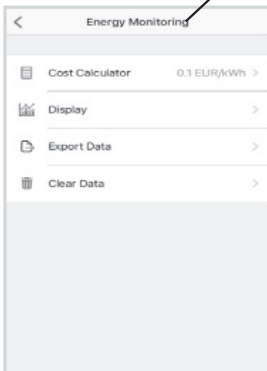 Energy Monitoring
Cost Calculator 0.1 EUR/kWh
Display
Export Data
Clear Data